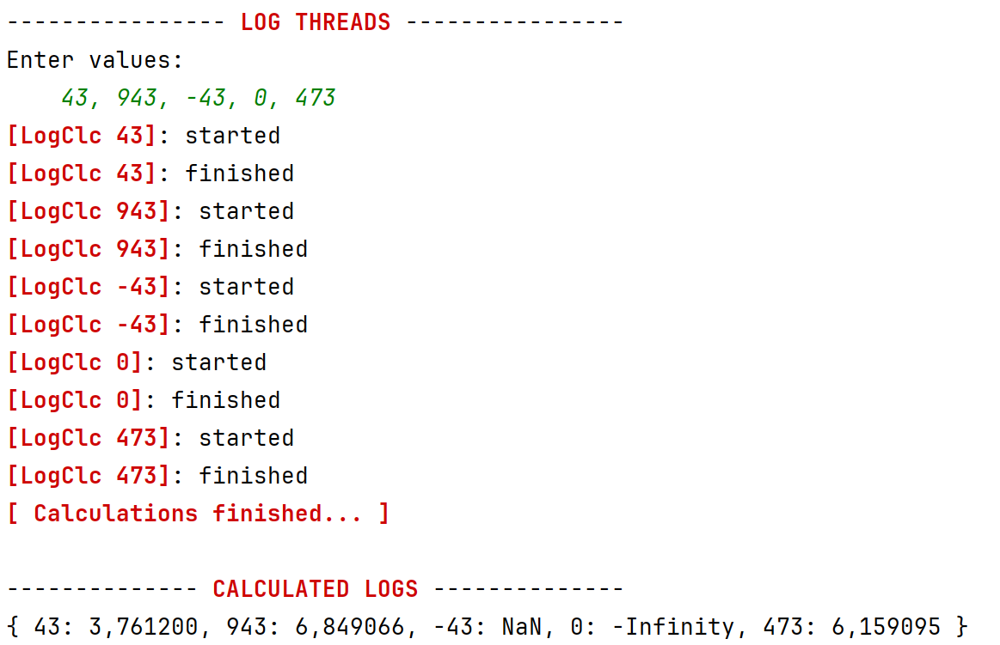 ---------------- LOG THREADS ----------------
Enter values:
    43, 943, -43, 0, 473
[LogClc 43]: started
[LogClc 43]: finished
[LogClc 943]: started
[LogClc 943]: finished
[LogClc -43]: started
[LogClc -43]: finished
[LogClc 0]: started
[LogClc 0]: finished
[LogClc 473]: started
[LogClc 473]: finished
[ Calculations finished... ]

-------------- CALCULATED LOGS --------------
{ 43: 3,761200, 943: 6,849066, -43: NaN, 0: -Infinity, 473: 6,159095 }